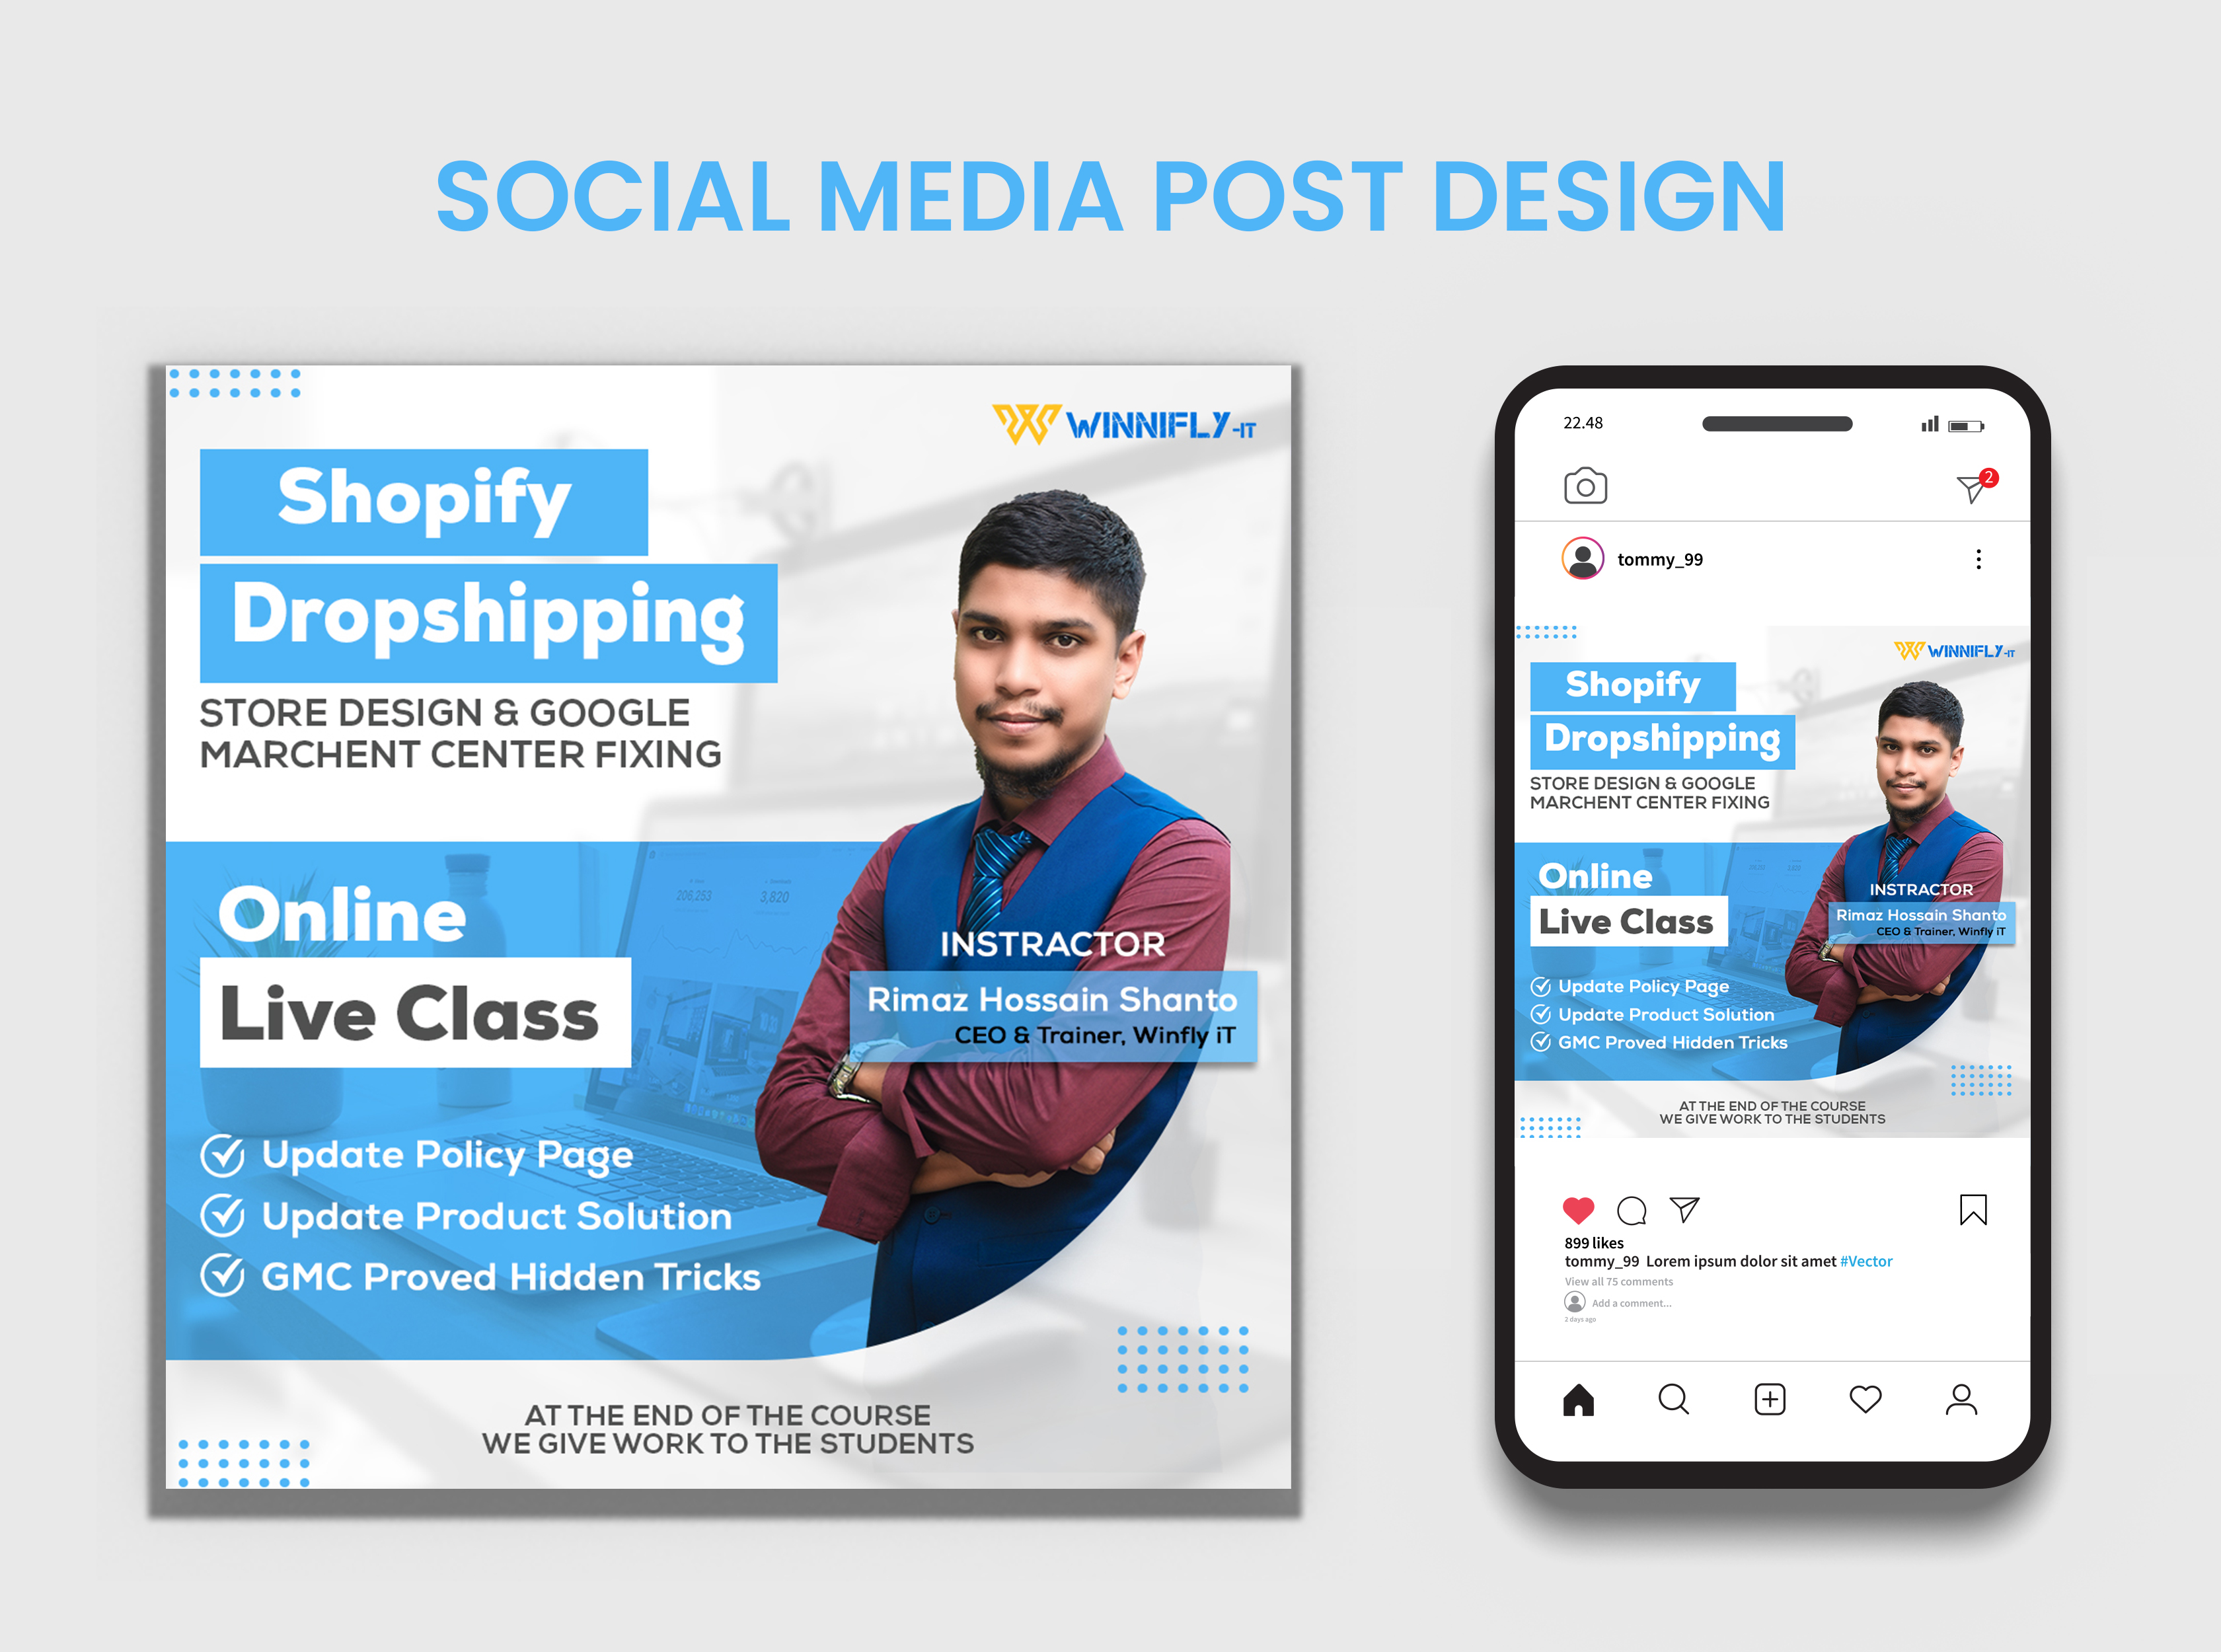 SOCIAL MEDIA POST DESIGN
WINNIFLY-IT
Shopify
Dropshipping
STORE DESIGN & GOOGLE
MARCHENT CENTER FIXING
206,253
3,820
Online
Live Class
INSTRACTOR
Rimaz Hossain Shanto
CEO & Trainer, Winfly iT
Update Policy Page
Update Product Solution
GMC Proved Hidden Tricks
AT THE END OF THE COURSE
WE GIVE WORK TO THE STUDENTS
22.48
2
tommy_99
WINNIFLY-IT
Shopify
Dropshipping
STORE DESIGN & GOOGLE
MARCHENT CENTER FIXING
Online
Live Class
INSTRACTOR
Rimaz Hossain Shanto
CEO & Trainer, Winfly iT
Update Policy Page
Update Product Solution
GMC Proved Hidden Tricks
AT THE END OF THE COURSE
WE GIVE WORK TO THE STUDENTS
899 likes
tommy_99 Lorem ipsum dolor sit amet #Vector
View all 75 comments
Add a comment...
2 days ago